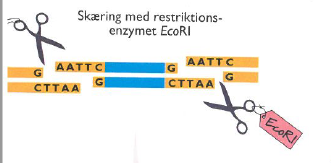 Skæring med restriktions-
enzymet EcoRI
G AATTC G AATTC
CTTAA G CTTAA G
EcoRI